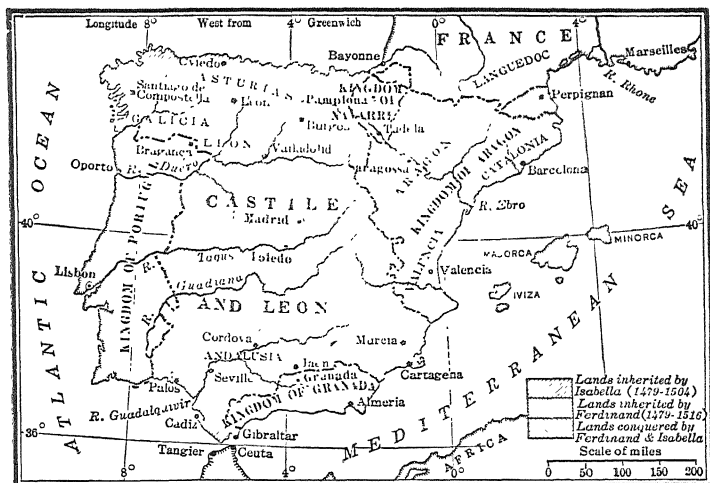 Longitude 8° West from 4° Greenwich 0° 4°
FRANCE
Bayonne
LANGUEDOC
Marseilles
R. Rhone
Oviedo
ASTURIAS
Santiago de
Compostella
Leon
Pamplona
KINGDOM OF
NAVARRE
Perpignan
GALICIA
Burgos
Tudela
LEON
Bragança
Valladolid
ARAGON
KINGDOM OF ARAGON
CATALONIA
Oporto
R. Duero
Saragossa
Barcelona
CASTILE
Madrid
R. Ebro
40°
40°
MAJORCA
MINORCA
KINGDOM OF PORTUGAL
R. Tagus
Toledo
VALENCIA
Valencia
Lisbon
R. Guadiana
IVIZA
AND LEON
Cordova
Murcia
ANDALUSIA
Jaen
Seville
Granada
Cartagena
Palos
KINGDOM OF GRANADA
R. Guadalquivir
Almeria
Cadiz
Gibraltar
36°
Tangier
Ceuta
AFRICA
8°
4°
0°
ATLANTIC OCEAN
MEDITERRANEAN SEA
Lands inherited by
Isabella (1479-1504)
Lands inherited by
Ferdinand (1479-1516)
Lands conquered by
Ferdinand & Isabella
Scale of miles
0 50 100 150 200